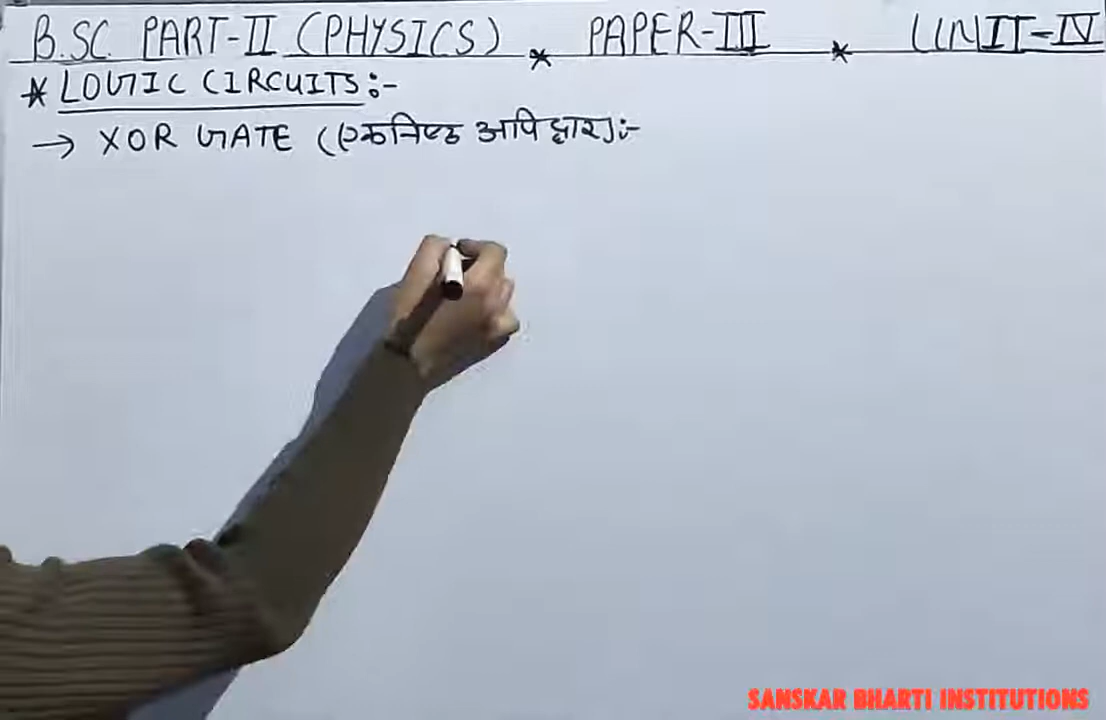 B.SC. PART-II (PHYSICS) * PAPER-III * UNIT-IV
* LOGIC CIRCUITS:-
→ XOR GATE (एकनिष्ठ अपि द्वार):-
SANSKAR BHARTI INSTITUTIONS